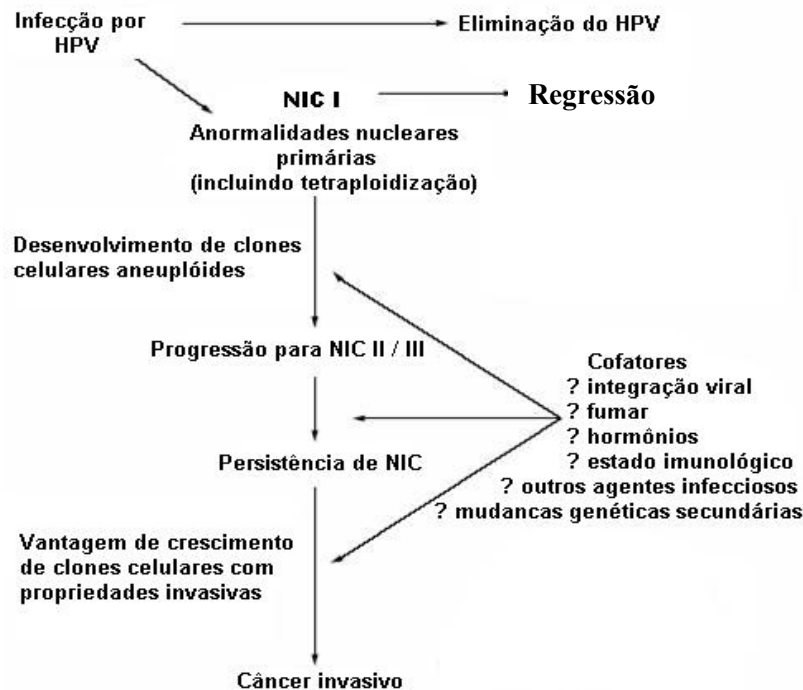 Infecção por
HPV
Eliminação do HPV
NIC I
Regressão
Anormalidades nucleares
primárias
(incluindo tetraploidização)
Desenvolvimento de clones
celulares aneuplóides
Progressão para NIC II / III
Cofatores
? integração viral
? fumar
? hormônios
? estado imunológico
? outros agentes infecciosos
? mudancas genéticas secundárias
Persistência de NIC
Vantagem de crescimento
de clones celulares com
propriedades invasivas
Câncer invasivo